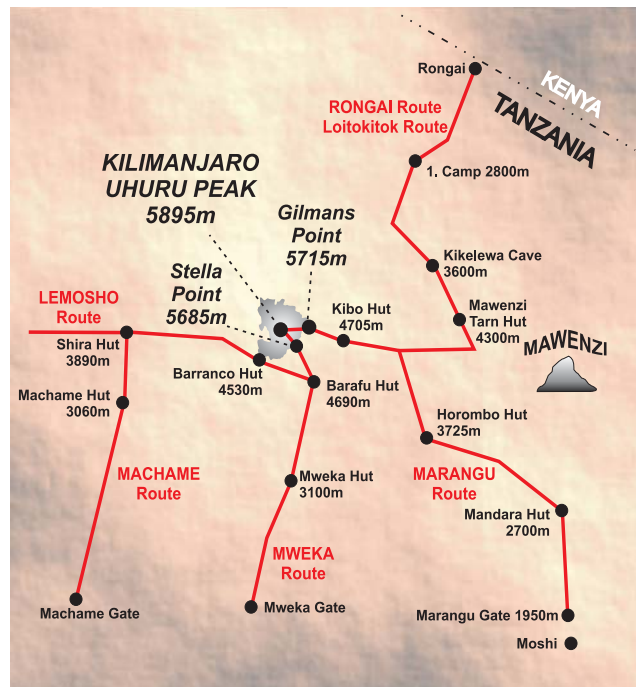 Rongai
KENYA
TANZANIA
RONGAI Route
Loitokitok Route
1. Camp 2800m
KILIMANJARO
UHURU PEAK
5895m
Gilmans
Point
5715m
Stella
Point
5685m
Kikelewa Cave
3600m
LEMOSHO
Route
Kibo Hut
4705m
Mawenzi
Tarn Hut
4300m
MAWENZI
Shira Hut
3890m
Barranco Hut
4530m
Barafu Hut
4690m
Machame Hut
3060m
Horombo Hut
3725m
MACHAME
Route
Mweka Hut
3100m
MARANGU
Route
Mandara Hut
2700m
MWEKA
Route
Machame Gate
Mweka Gate
Marangu Gate 1950m
Moshi